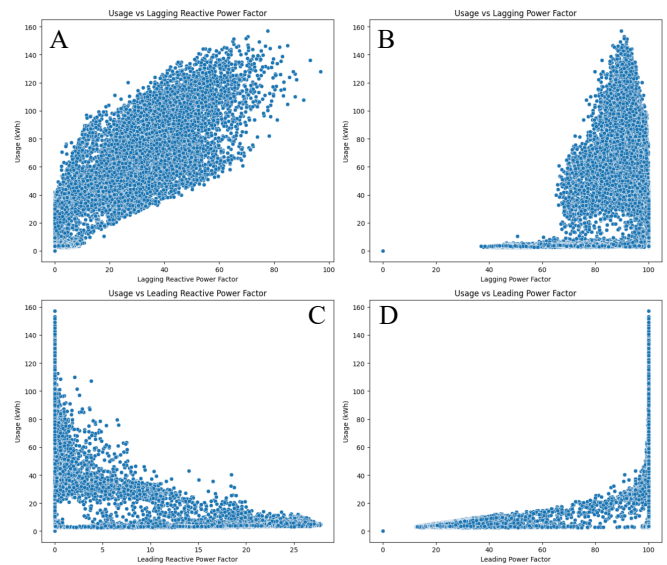 Usage vs Lagging Reactive Power Factor
A
Usage (kWh)
160
140
120
100
80
60
40
20
0
0 20 40 60 80 100
Lagging Reactive Power Factor
Usage vs Lagging Power Factor
B
Usage (kWh)
160
140
120
100
80
60
40
20
0
0 20 40 60 80 100
Lagging Power Factor
Usage vs Leading Reactive Power Factor
C
Usage (kWh)
160
140
120
100
80
60
40
20
0
0 5 10 15 20 25
Leading Reactive Power Factor
Usage vs Leading Power Factor
D
Usage (kWh)
160
140
120
100
80
60
40
20
0
0 20 40 60 80 100
Leading Power Factor